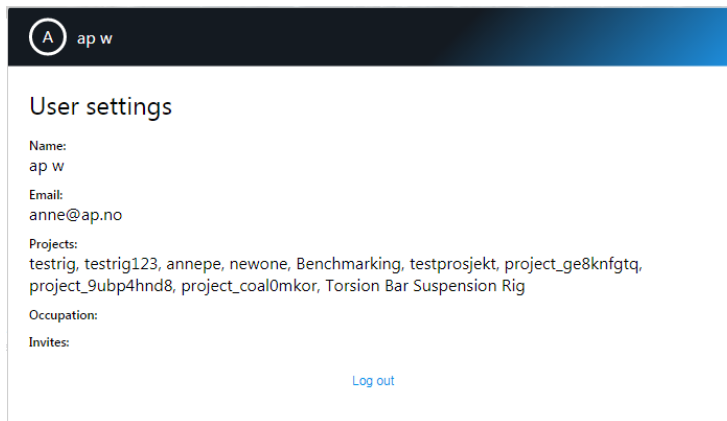 A ap w
User settings
Name:
ap w
Email:
anne@ap.no
Projects:
testrig, testrig123, annepe, newone, Benchmarking, testprosjekt, project_ge8knfgtq,
project_9ubp4hnd8, project_coal0mkor, Torsion Bar Suspension Rig
Occupation:
Invites:
Log out